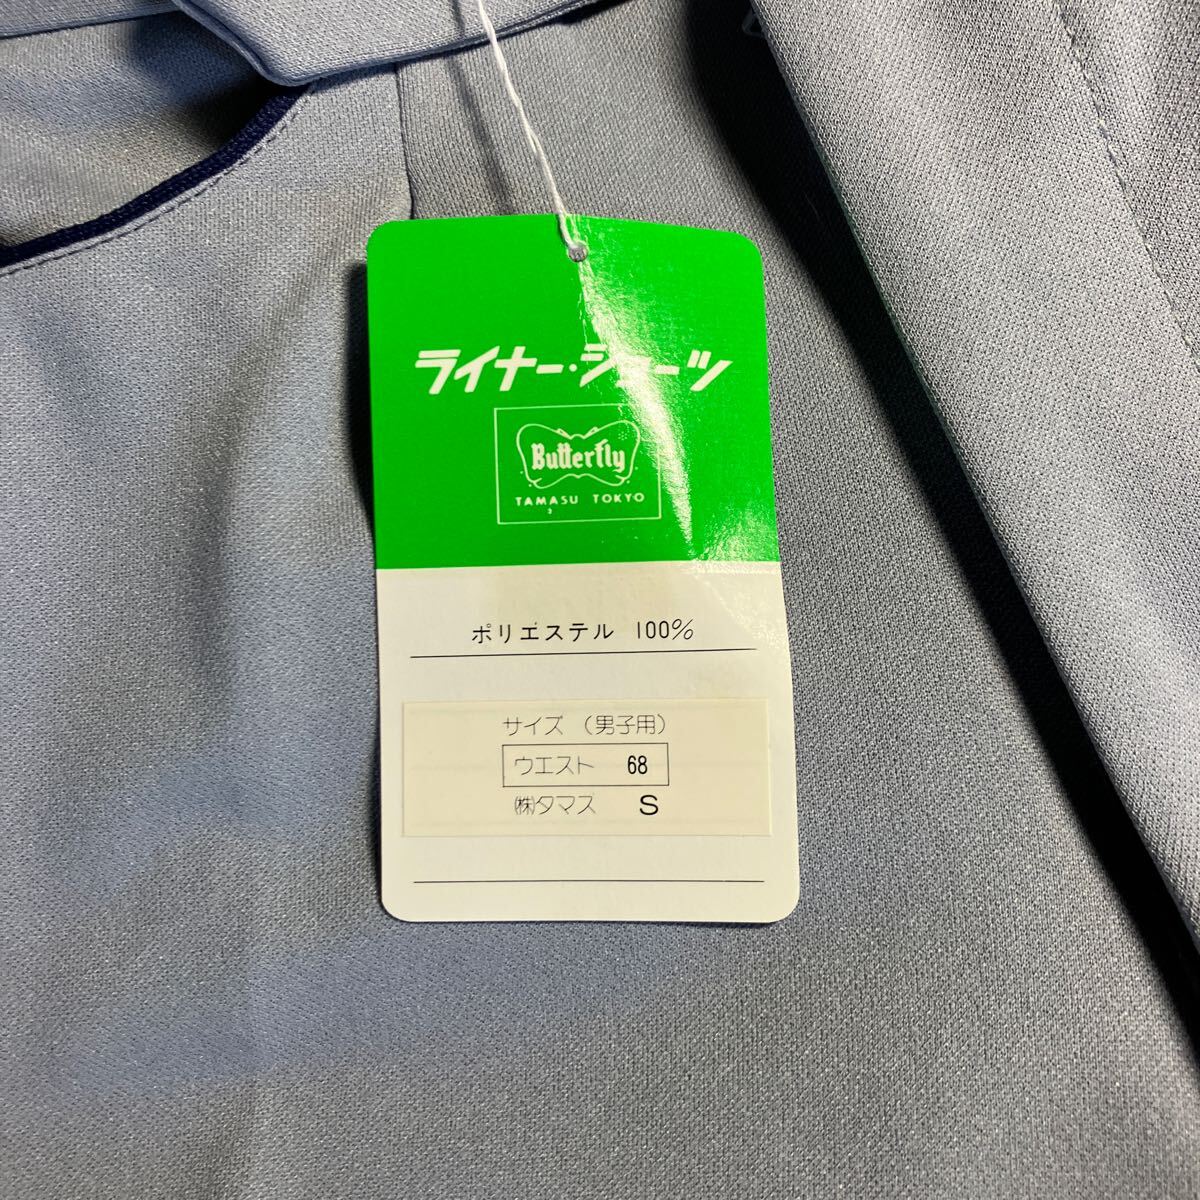 ライナー・ショーツ
Butterfly
TAMASU TOKYO
3
ポリエステル 100%
サイズ （男子用）
ウエスト 68
㈱タマス S